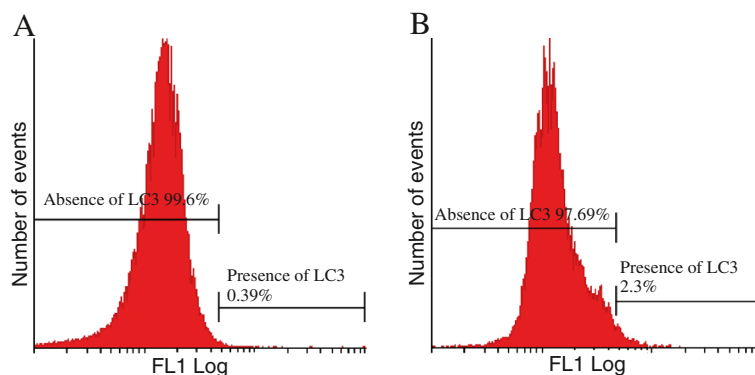 A
Number of events
Absence of LC3 99.6%
Presence of LC3
0.39%
FL1 Log
B
Number of events
Absence of LC3 97.69%
Presence of LC3
2.3%
FL1 Log